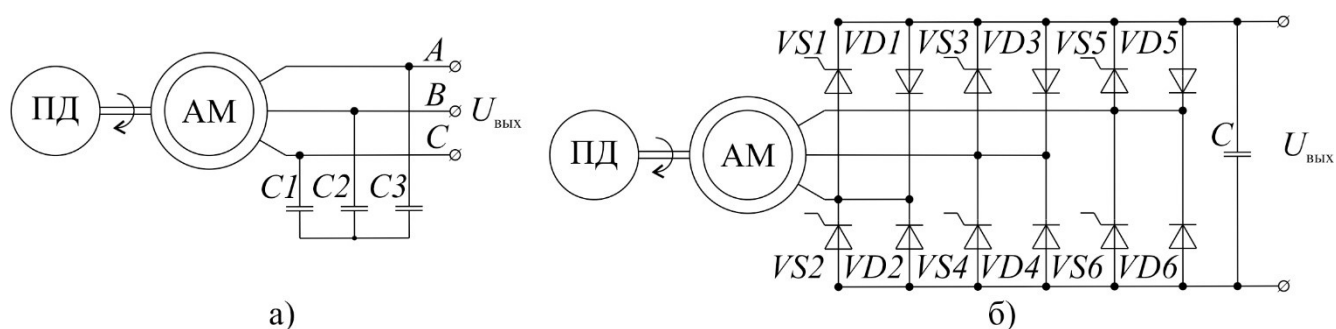 A
B
C
ПД
АМ
U вых
C1 C2 C3
а)
VS1 VD1 VS3 VD3 VS5 VD5
ПД
АМ
C
U вых
VS2 VD2 VS4 VD4 VS6 VD6
б)